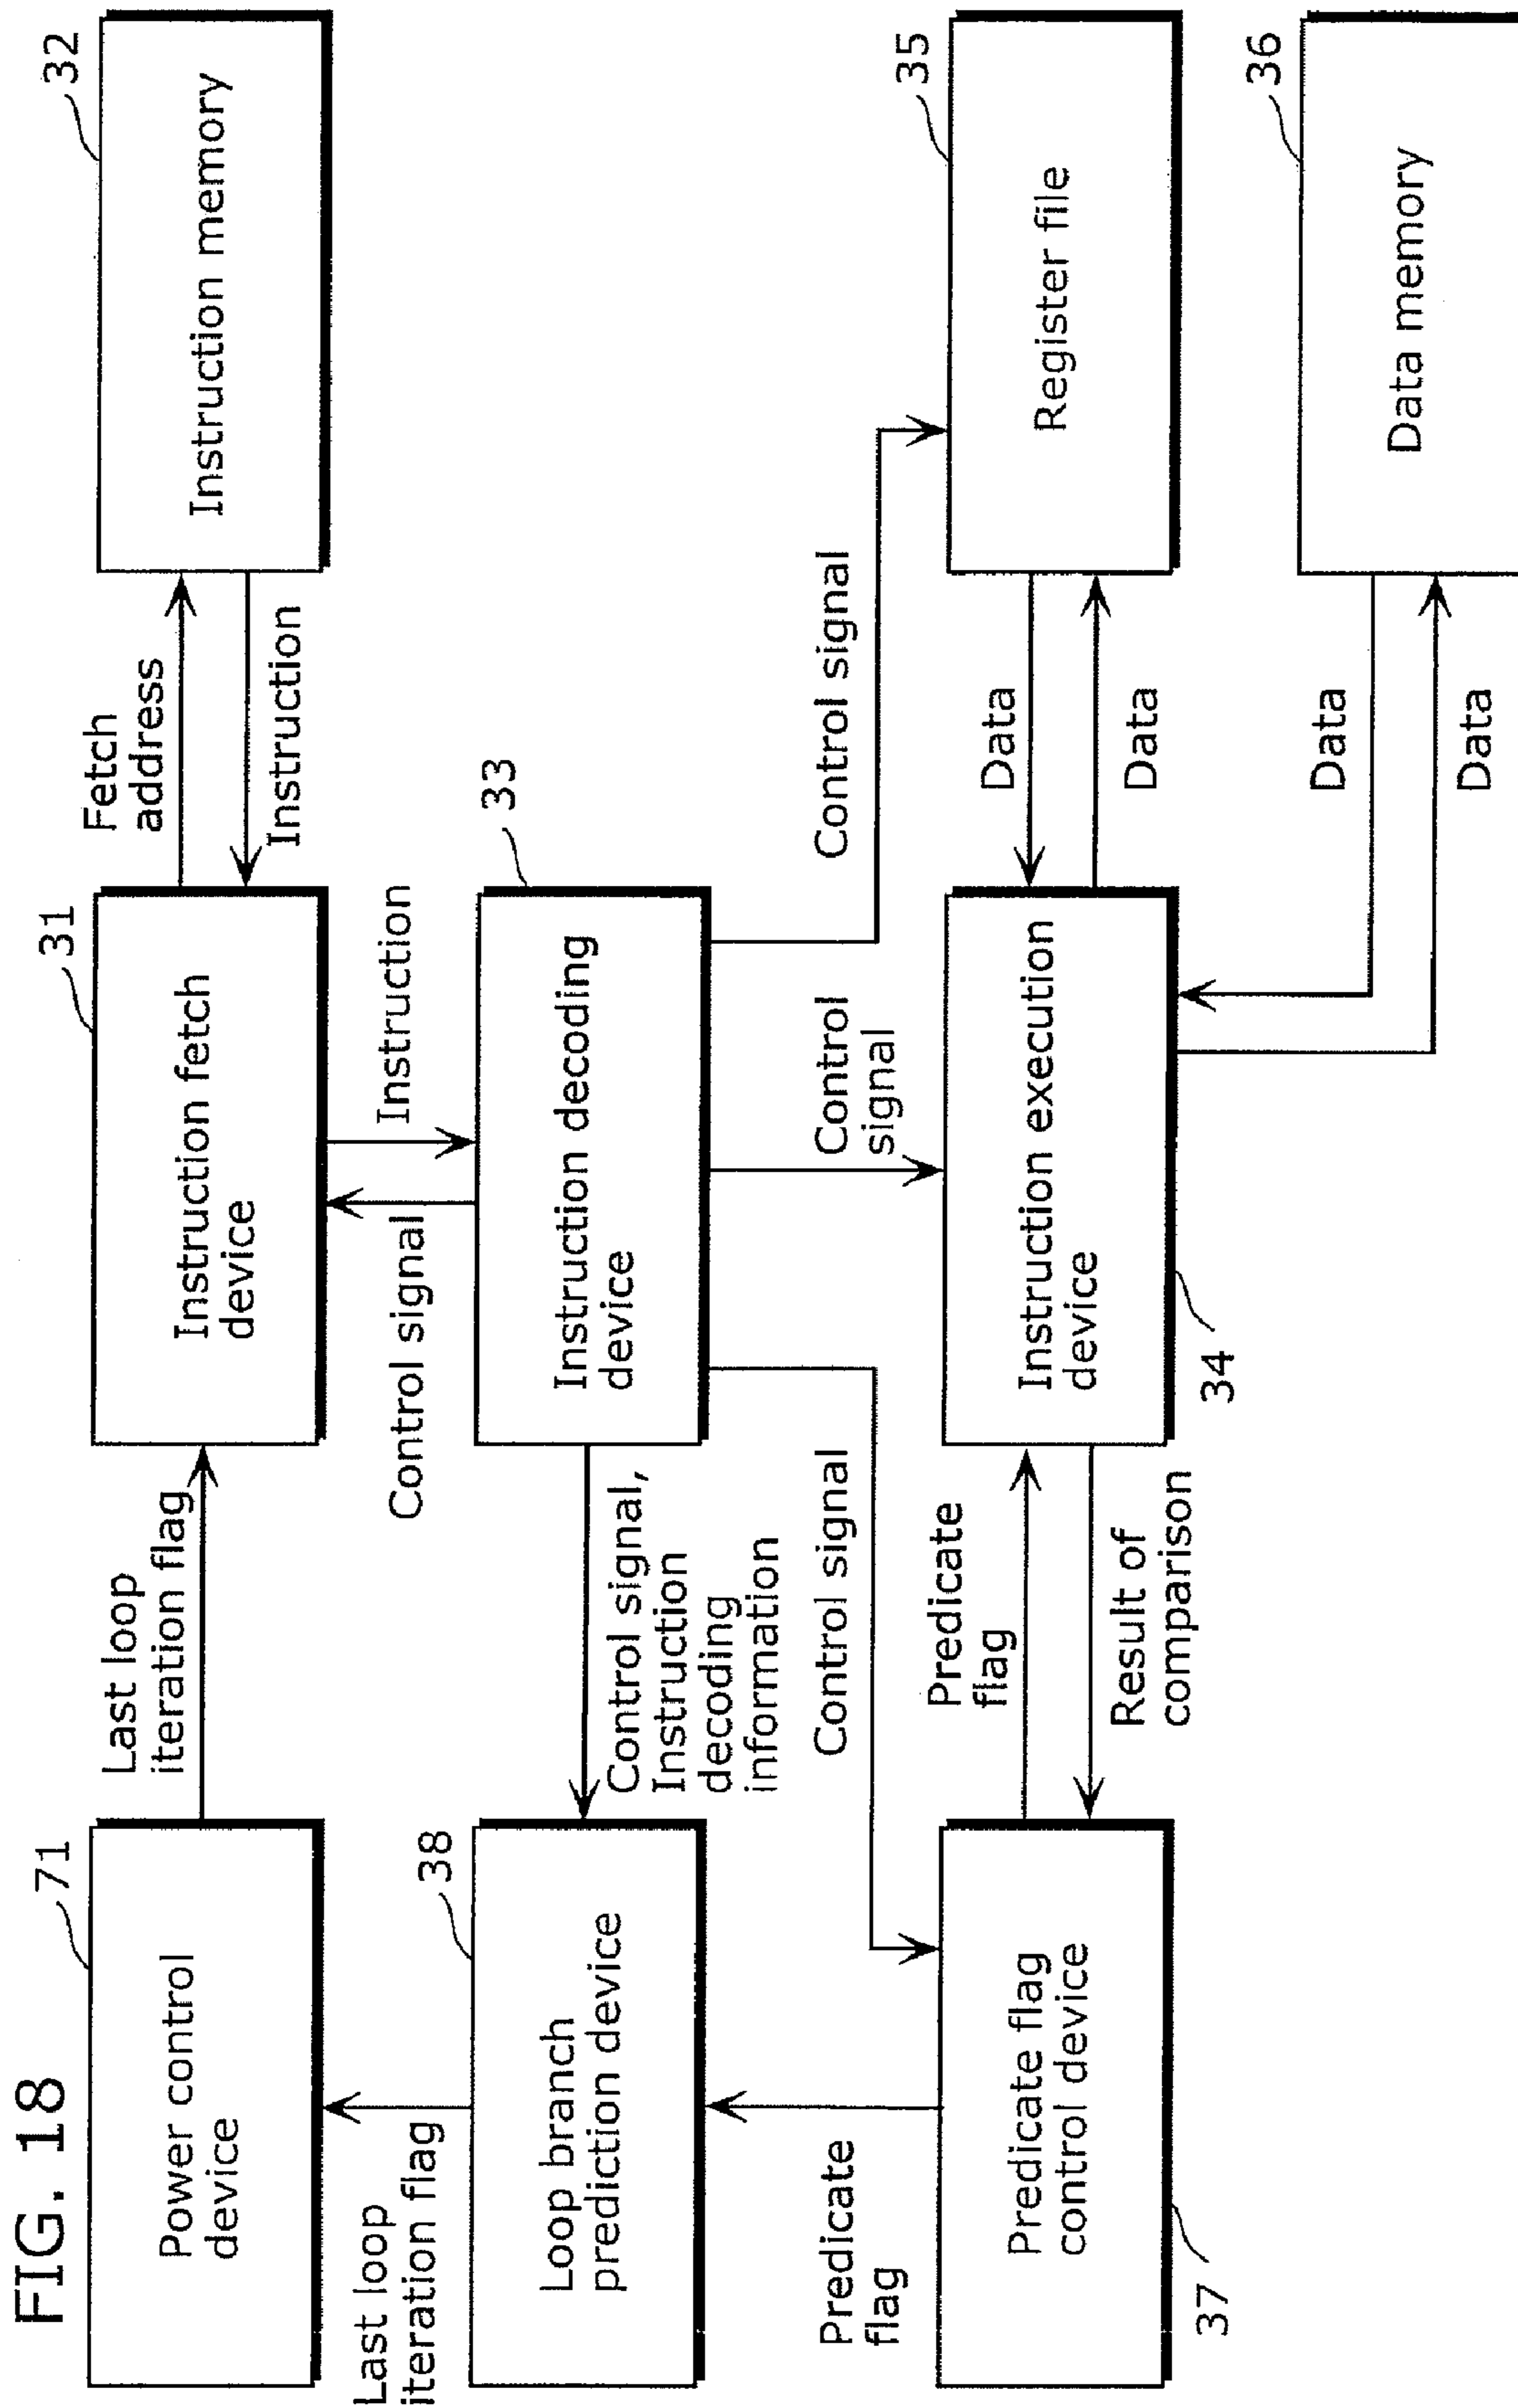 FIG. 18
71
Power control
device
Last loop
iteration flag
31
Instruction fetch
device
Fetch
address
Instruction
32
Instruction memory
Last loop
iteration flag
Control signal
Instruction
38
Loop branch
prediction device
Control signal,
Instruction
decoding
information
33
Instruction decoding
device
Predicate
flag
Control signal
Control
signal
Control signal
37
Predicate flag
control device
Predicate
flag
Result of
comparison
34
Instruction execution
device
Data
Data
35
Register file
Data
Data
36
Data memory